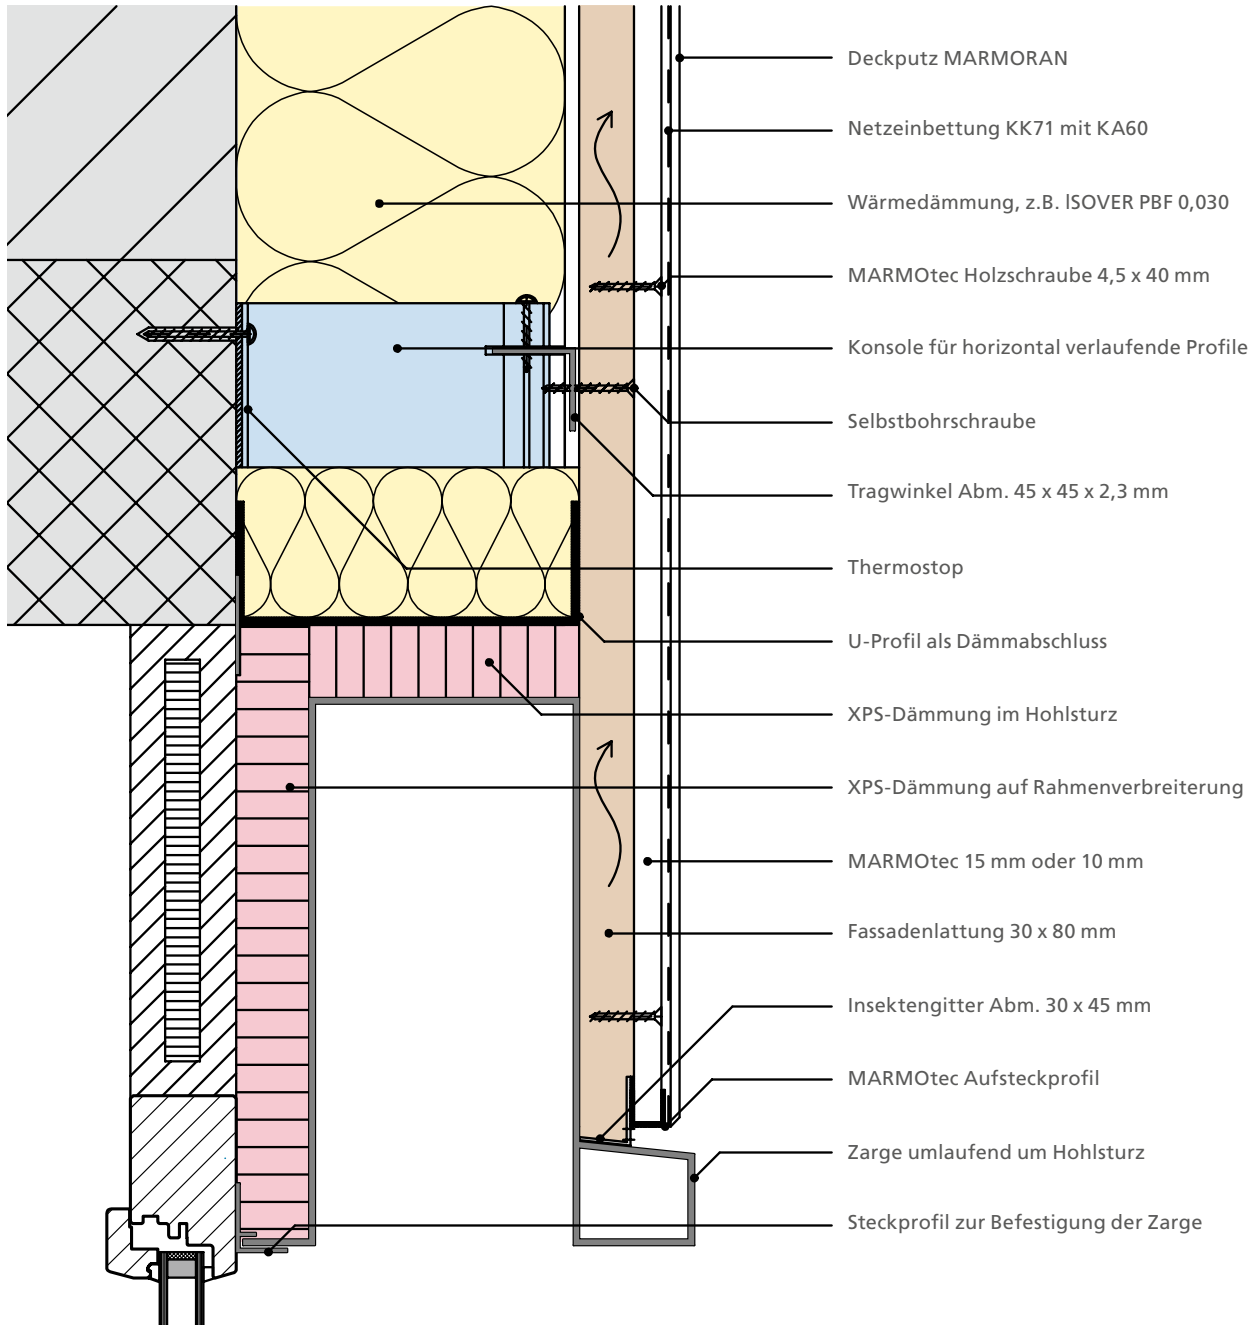 Deckputz MARMORAN
Netzeinbettung KK71 mit KA60
Wärmedämmung, z.B. ISOVER PBF 0,030
MARMOtec Holzschraube 4,5 x 40 mm
Konsole für horizontal verlaufende Profile
Selbstbohrschraube
Tragwinkel Abm. 45 x 45 x 2,3 mm
Thermostop
U-Profil als Dämmabschluss
XPS-Dämmung im Hohlsturz
XPS-Dämmung auf Rahmenverbreiterung
MARMOtec 15 mm oder 10 mm
Fassadenlattung 30 x 80 mm
Insektengitter Abm. 30 x 45 mm
MARMOtec Aufsteckprofil
Zarge umlaufend um Hohlsturz
Steckprofil zur Befestigung der Zarge